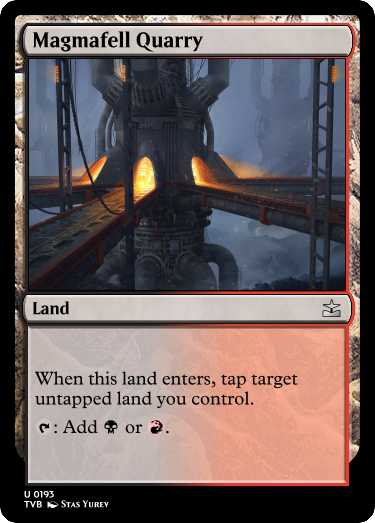 Magmafell Quarry
Land
When this land enters, tap target
untapped land you control.
: Add or .
U 0193
TVB Stas Yurev